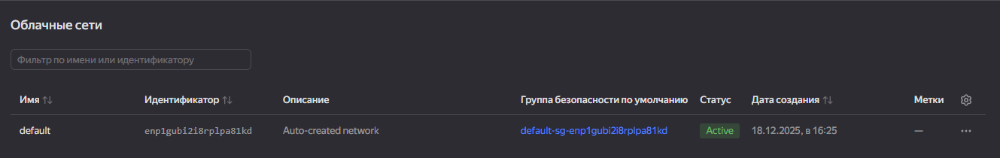 Облачные сети
Фильтр по имени или идентификатору
Имя Идентификатор Описание Группа безопасности по умолчанию Статус Дата создания Метки
default enp1gubi2i8rplpa81kd Auto-created network default-sg-enp1gubi2i8rplpa81kd Active 18.12.2025, в 16:25 —